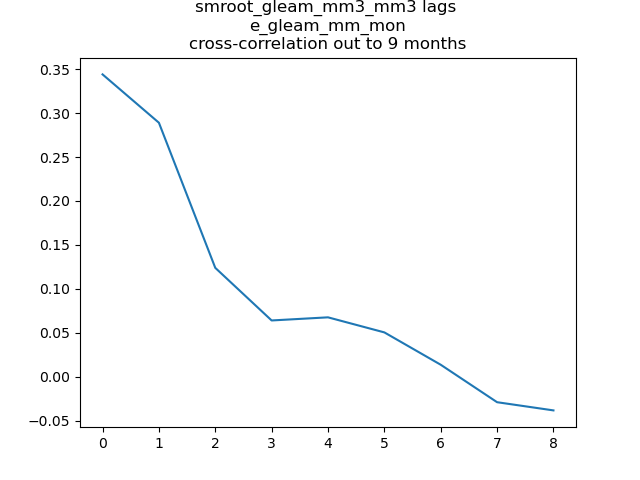 smroot_gleam_mm3_mm3 lags
e_gleam_mm_mon
cross-correlation out to 9 months
0.35
0.30
0.25
0.20
0.15
0.10
0.05
0.00
−0.05
0 1 2 3 4 5 6 7 8